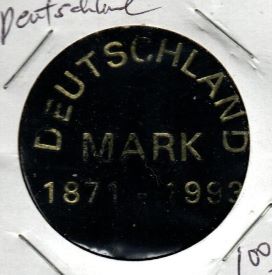 Deutschland
DEUTSCHLAND
MARK
1871 - 1993
100